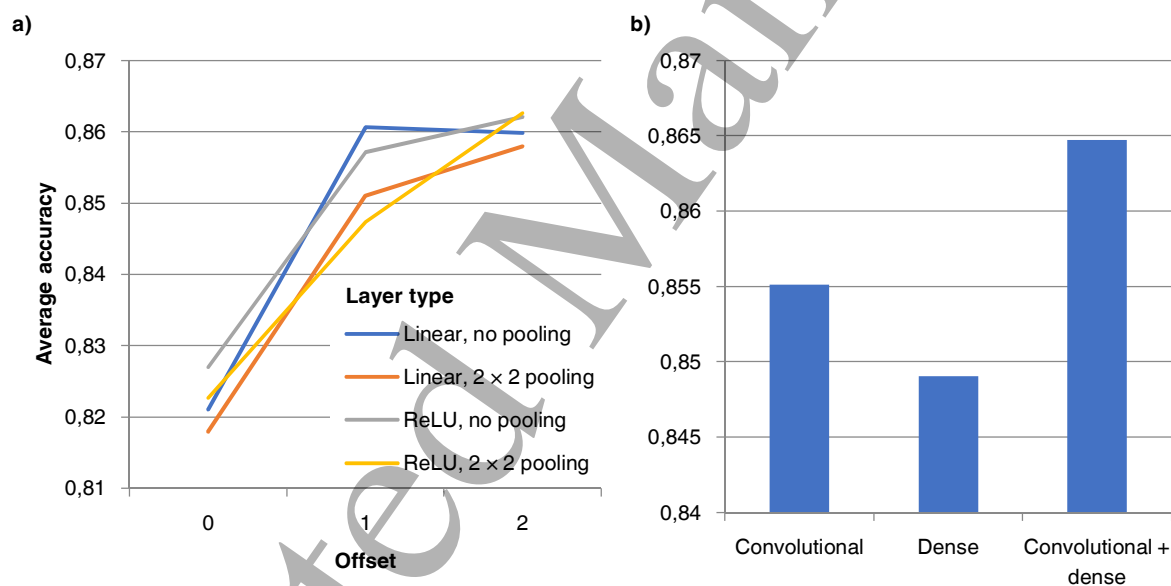 a)
0,87
0,86
0,85
0,84
0,83
0,82
0,81
Average accuracy
Layer type
Linear, no pooling
Linear, 2 × 2 pooling
ReLU, no pooling
ReLU, 2 × 2 pooling
0 1 2
Offset
b)
0,87
0,865
0,86
0,855
0,85
0,845
0,84
Convolutional Dense Convolutional +
dense
ted Man